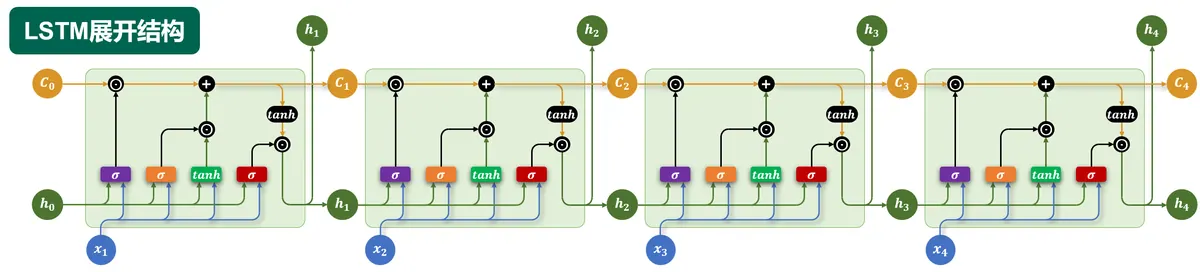 LSTM展开结构
h₁ h₂ h₃ h₄
C₀ C₁ C₂ C₃ C₄
tanh tanh tanh tanh
σ σ tanh σ σ σ tanh σ σ σ tanh σ σ σ tanh σ
h₀ h₁ h₂ h₃ h₄
x₁ x₂ x₃ x₄